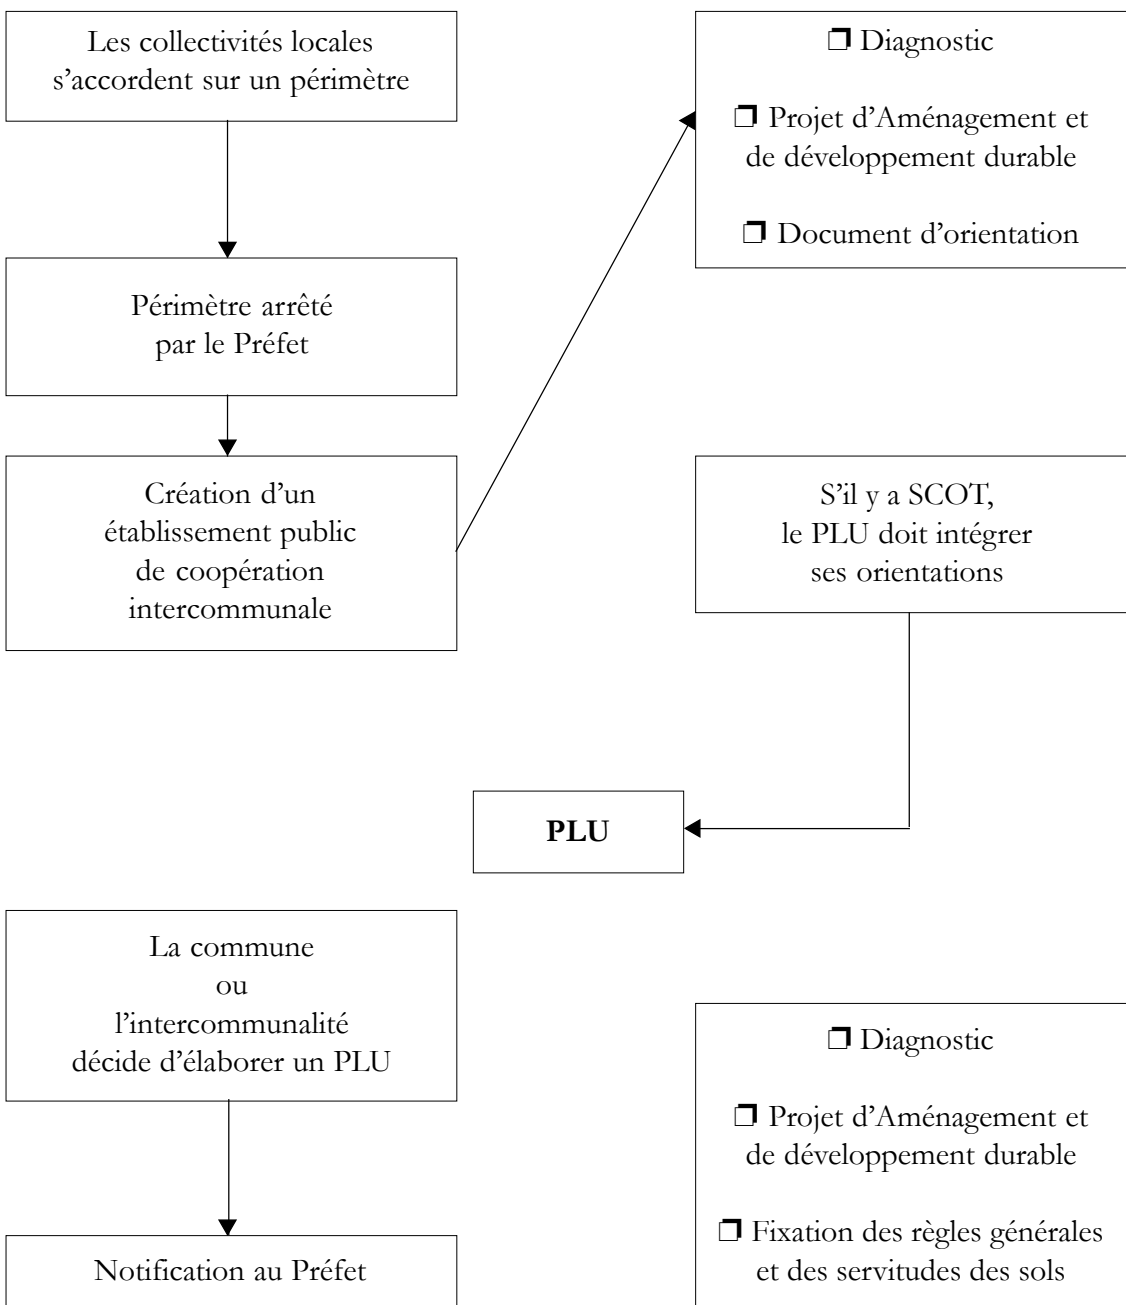 Les collectivités locales
s’accordent sur un périmètre
❒ Diagnostic
❒ Projet d’Aménagement et
de développement durable
❒ Document d’orientation
Périmètre arrêté
par le Préfet
Création d’un
établissement public
de coopération
intercommunale
S’il y a SCOT,
le PLU doit intégrer
ses orientations
PLU
La commune
ou
l’intercommunalité
décide d’élaborer un PLU
Notification au Préfet
❒ Diagnostic
❒ Projet d’Aménagement et
de développement durable
❒ Fixation des règles générales
et des servitudes des sols